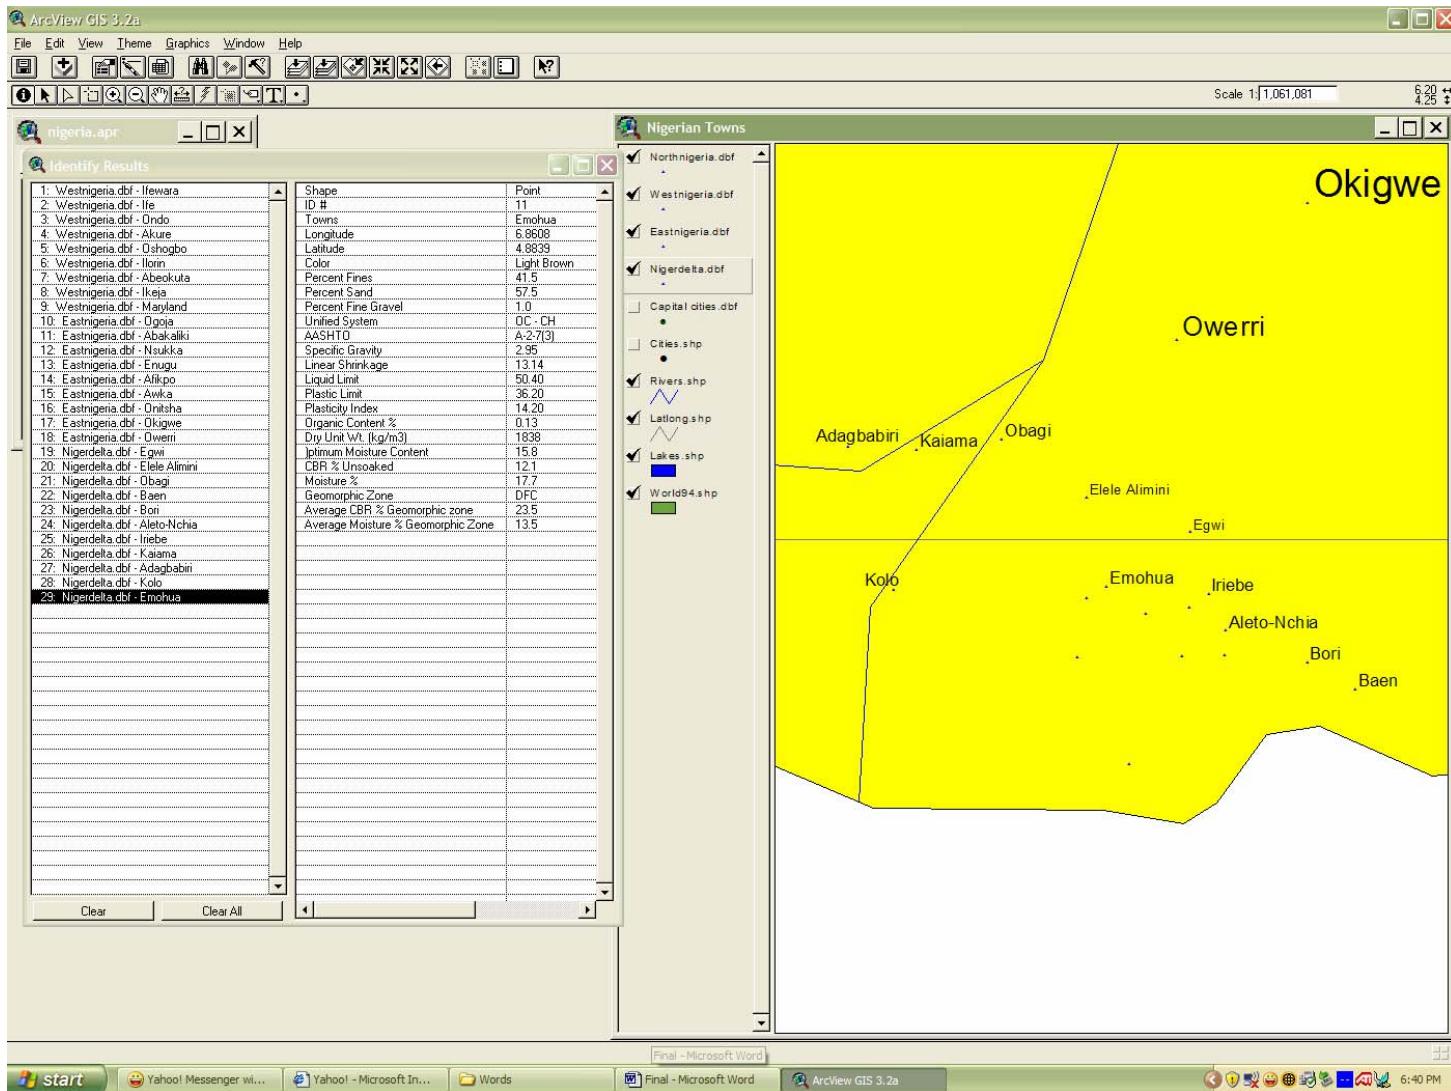 ArcView GIS 3.2a
File Edit View Theme Graphics Window Help
Scale 1: 1,061,081
6.20
4.25
nigeria.apr
Identify Results
1: Westnigeria.dbf - Ifewara
2: Westnigeria.dbf - Ife
3: Westnigeria.dbf - Ondo
4: Westnigeria.dbf - Akure
5: Westnigeria.dbf - Oshogbo
6: Westnigeria.dbf - Ilorin
7: Westnigeria.dbf - Abeokuta
8: Westnigeria.dbf - Ikeja
9: Westnigeria.dbf - Maryland
10: Eastnigeria.dbf - Ogoja
11: Eastnigeria.dbf - Abakaliki
12: Eastnigeria.dbf - Nsukka
13: Eastnigeria.dbf - Enugu
14: Eastnigeria.dbf - Afikpo
15: Eastnigeria.dbf - Awka
16: Eastnigeria.dbf - Onitsha
17: Eastnigeria.dbf - Okigwe
18: Eastnigeria.dbf - Owerri
19: Nigerdelta.dbf - Egwi
20: Nigerdelta.dbf - Elele Alimini
21: Nigerdelta.dbf - Obagi
22: Nigerdelta.dbf - Baen
23: Nigerdelta.dbf - Bori
24: Nigerdelta.dbf - Aleto-Nchia
25: Nigerdelta.dbf - Iriebe
26: Nigerdelta.dbf - Kaiama
27: Nigerdelta.dbf - Adagbabiri
28: Nigerdelta.dbf - Kolo
29: Nigerdelta.dbf - Emohua
Clear Clear All
Shape Point
ID # 11
Towns Emohua
Longitude 6.8608
Latitude 4.8839
Color Light Brown
Percent Fines 41.5
Percent Sand 57.5
Percent Fine Gravel 1.0
Unified System OC - CH
AASHTO A-2-7(3)
Specific Gravity 2.95
Linear Shrinkage 13.14
Liquid Limit 50.40
Plastic Limit 36.20
Plasticity Index 14.20
Organic Content % 0.13
Dry Unit Wt. (kg/m3) 1838
)ptimum Moisture Content 15.8
CBR % Unsoaked 12.1
Moisture % 17.7
Geomorphic Zone DFC
Average CBR % Geomorphic zone 23.5
Average Moisture % Geomorphic Zone 13.5
Nigerian Towns
Northnigeria.dbf
Westnigeria.dbf
Eastnigeria.dbf
Nigerdelta.dbf
Capital cities.dbf
Cities.shp
Rivers.shp
Latlong.shp
Lakes.shp
World94.shp
Okigwe
Owerri
Adagbabiri Kaiama Obagi
Elele Alimini
Egwi
Kolo Emohua Iriebe
Aleto-Nchia
Bori
Baen
Final - Microsoft Word
start Yahoo! Messenger wi... Yahoo! - Microsoft In... Words Final - Microsoft Word ArcView GIS 3.2a 6:40 PM